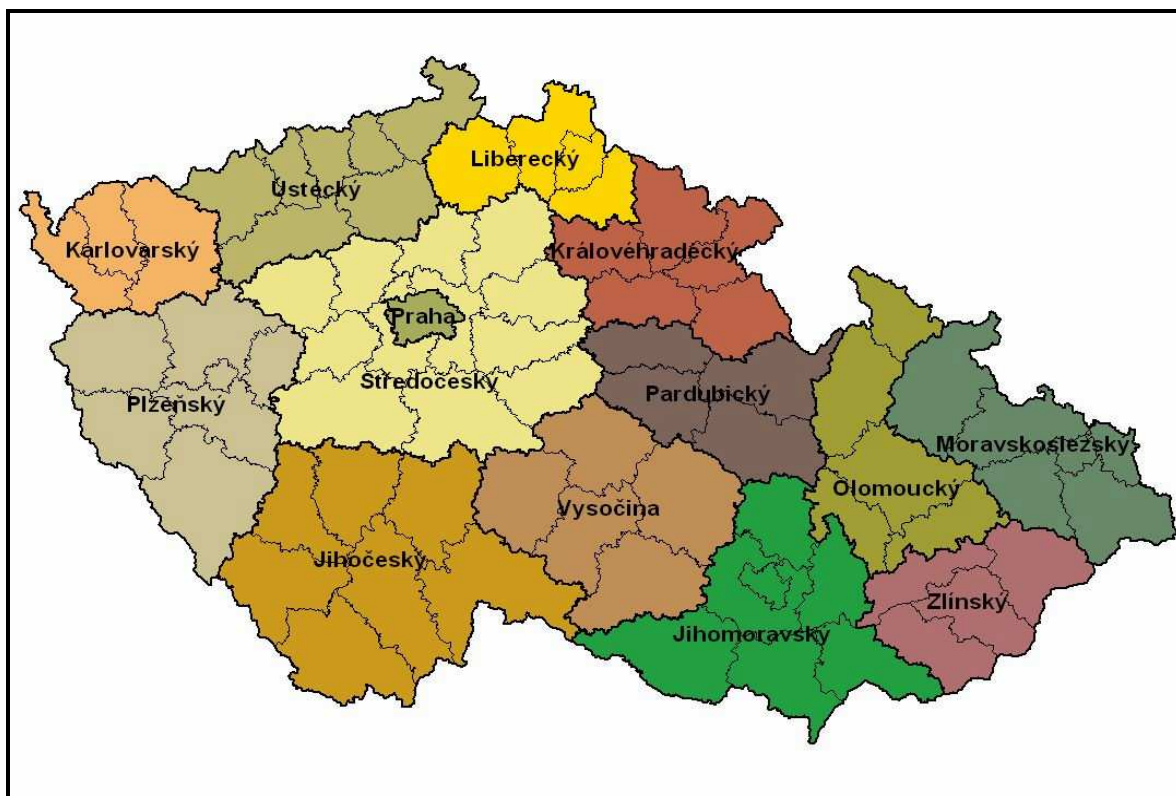 Liberecký
Ústecký
Karlovarský
Královéhradecký
Praha
Středočeský
Plzeňský
Pardubický
Moravskoslezský
Olomoucký
Vysočina
Jihočeský
Zlínský
Jihomoravský